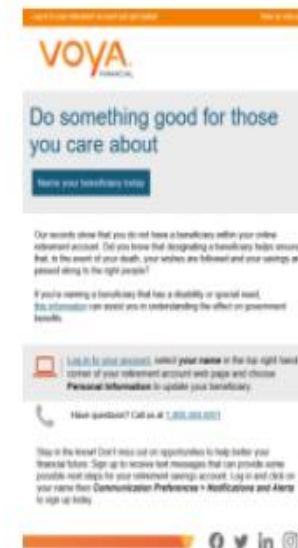 VOYA
FINANCIAL
Do something good for those
you care about
Name your beneficiary today
Our records show that you do not have a beneficiary within your online
retirement account. Did you know that designating a beneficiary helps ensure
that, in the event of your death, your wishes are followed and your savings are
passed along to the right people?
If you're naming a beneficiary that has a disability or special need,
this information can assist you in understanding the effect on government
benefits.
Log in to your account, select your name in the top right hand
corner of your retirement account web page and choose
Personal Information to update your beneficiary.
Have questions? Call us at
Stay in the know! Don't miss out on opportunities to help better your
financial future. Sign up to receive text messages that can provide some
possible next steps for your retirement savings account. Log in and click on
your name then Communication Preferences > Notifications and Alerts
to sign up today.